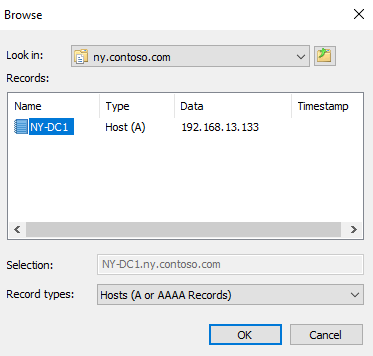 Browse
Look in: ny.contoso.com
Records:
Name Type Data Timestamp
NY-DC1 Host (A) 192.168.13.133
Selection: NY-DC1.ny.contoso.com
Record types: Hosts (A or AAAA Records)
OK Cancel